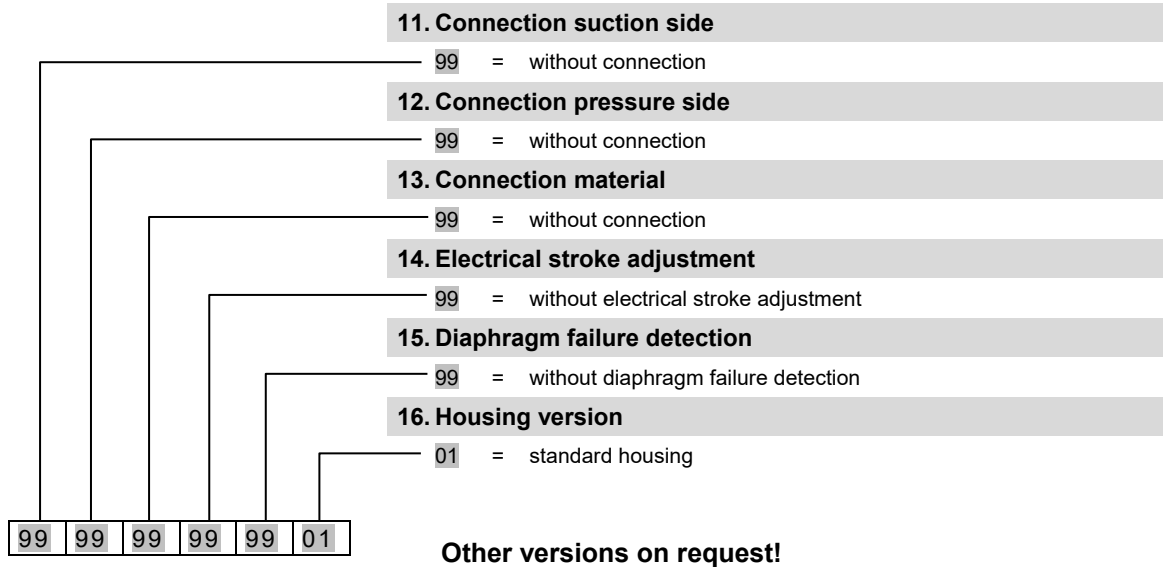 11. Connection suction side
99 = without connection
12. Connection pressure side
99 = without connection
13. Connection material
99 = without connection
14. Electrical stroke adjustment
99 = without electrical stroke adjustment
15. Diaphragm failure detection
99 = without diaphragm failure detection
16. Housing version
01 = standard housing
99 99 99 99 99 01
Other versions on request!